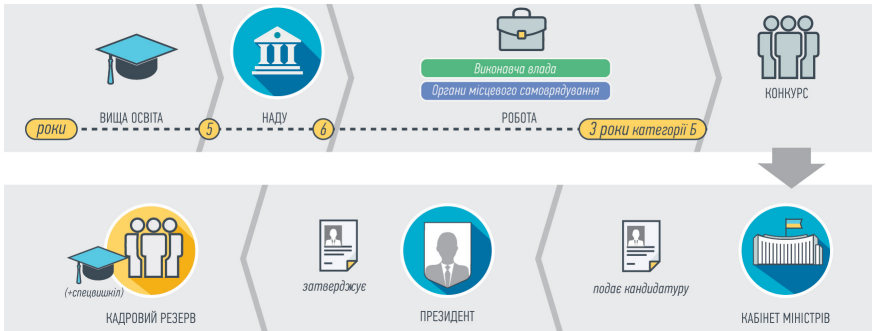 Виконавча влада
Органи місцевого самоврядування
ВИЩА ОСВІТА
НАДУ
РОБОТА
КОНКУРС
роки
5
6
3 роки категорії Б
(+спецвишкіл)
КАДРОВИЙ РЕЗЕРВ
затверджує
ПРЕЗИДЕНТ
подає кандидатуру
КАБІНЕТ МІНІСТРІВ